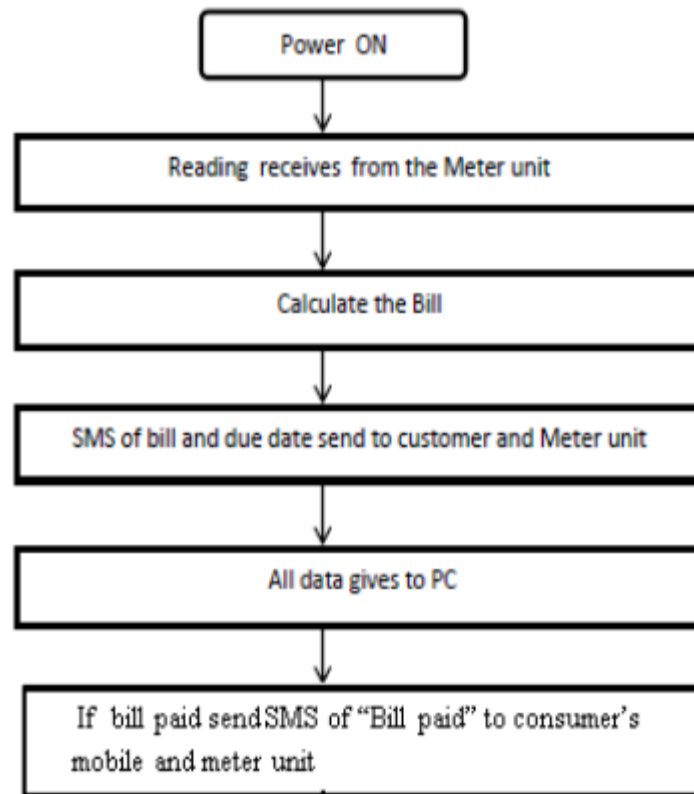 Power ON
Reading receives from the Meter unit
Calculate the Bill
SMS of bill and due date send to customer and Meter unit
All data gives to PC
If bill paid send SMS of “Bill paid” to consumer’s
mobile and meter unit